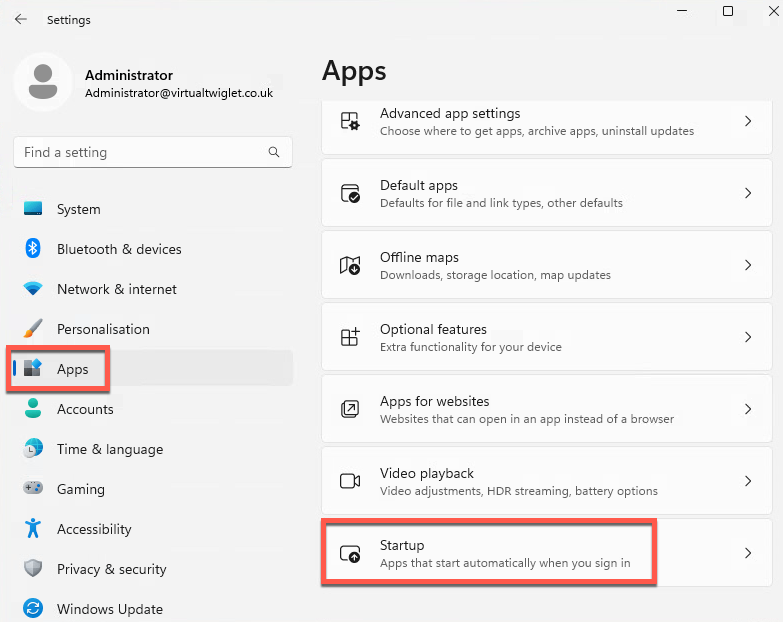 Settings
Administrator
Administrator@virtualtwiglet.co.uk
Find a setting
System
Bluetooth & devices
Network & internet
Personalisation
Apps
Accounts
Time & language
Gaming
Accessibility
Privacy & security
Windows Update
Apps
Advanced app settings
Choose where to get apps, archive apps, uninstall updates
Default apps
Defaults for file and link types, other defaults
Offline maps
Downloads, storage location, map updates
Optional features
Extra functionality for your device
Apps for websites
Websites that can open in an app instead of a browser
Video playback
Video adjustments, HDR streaming, battery options
Startup
Apps that start automatically when you sign in